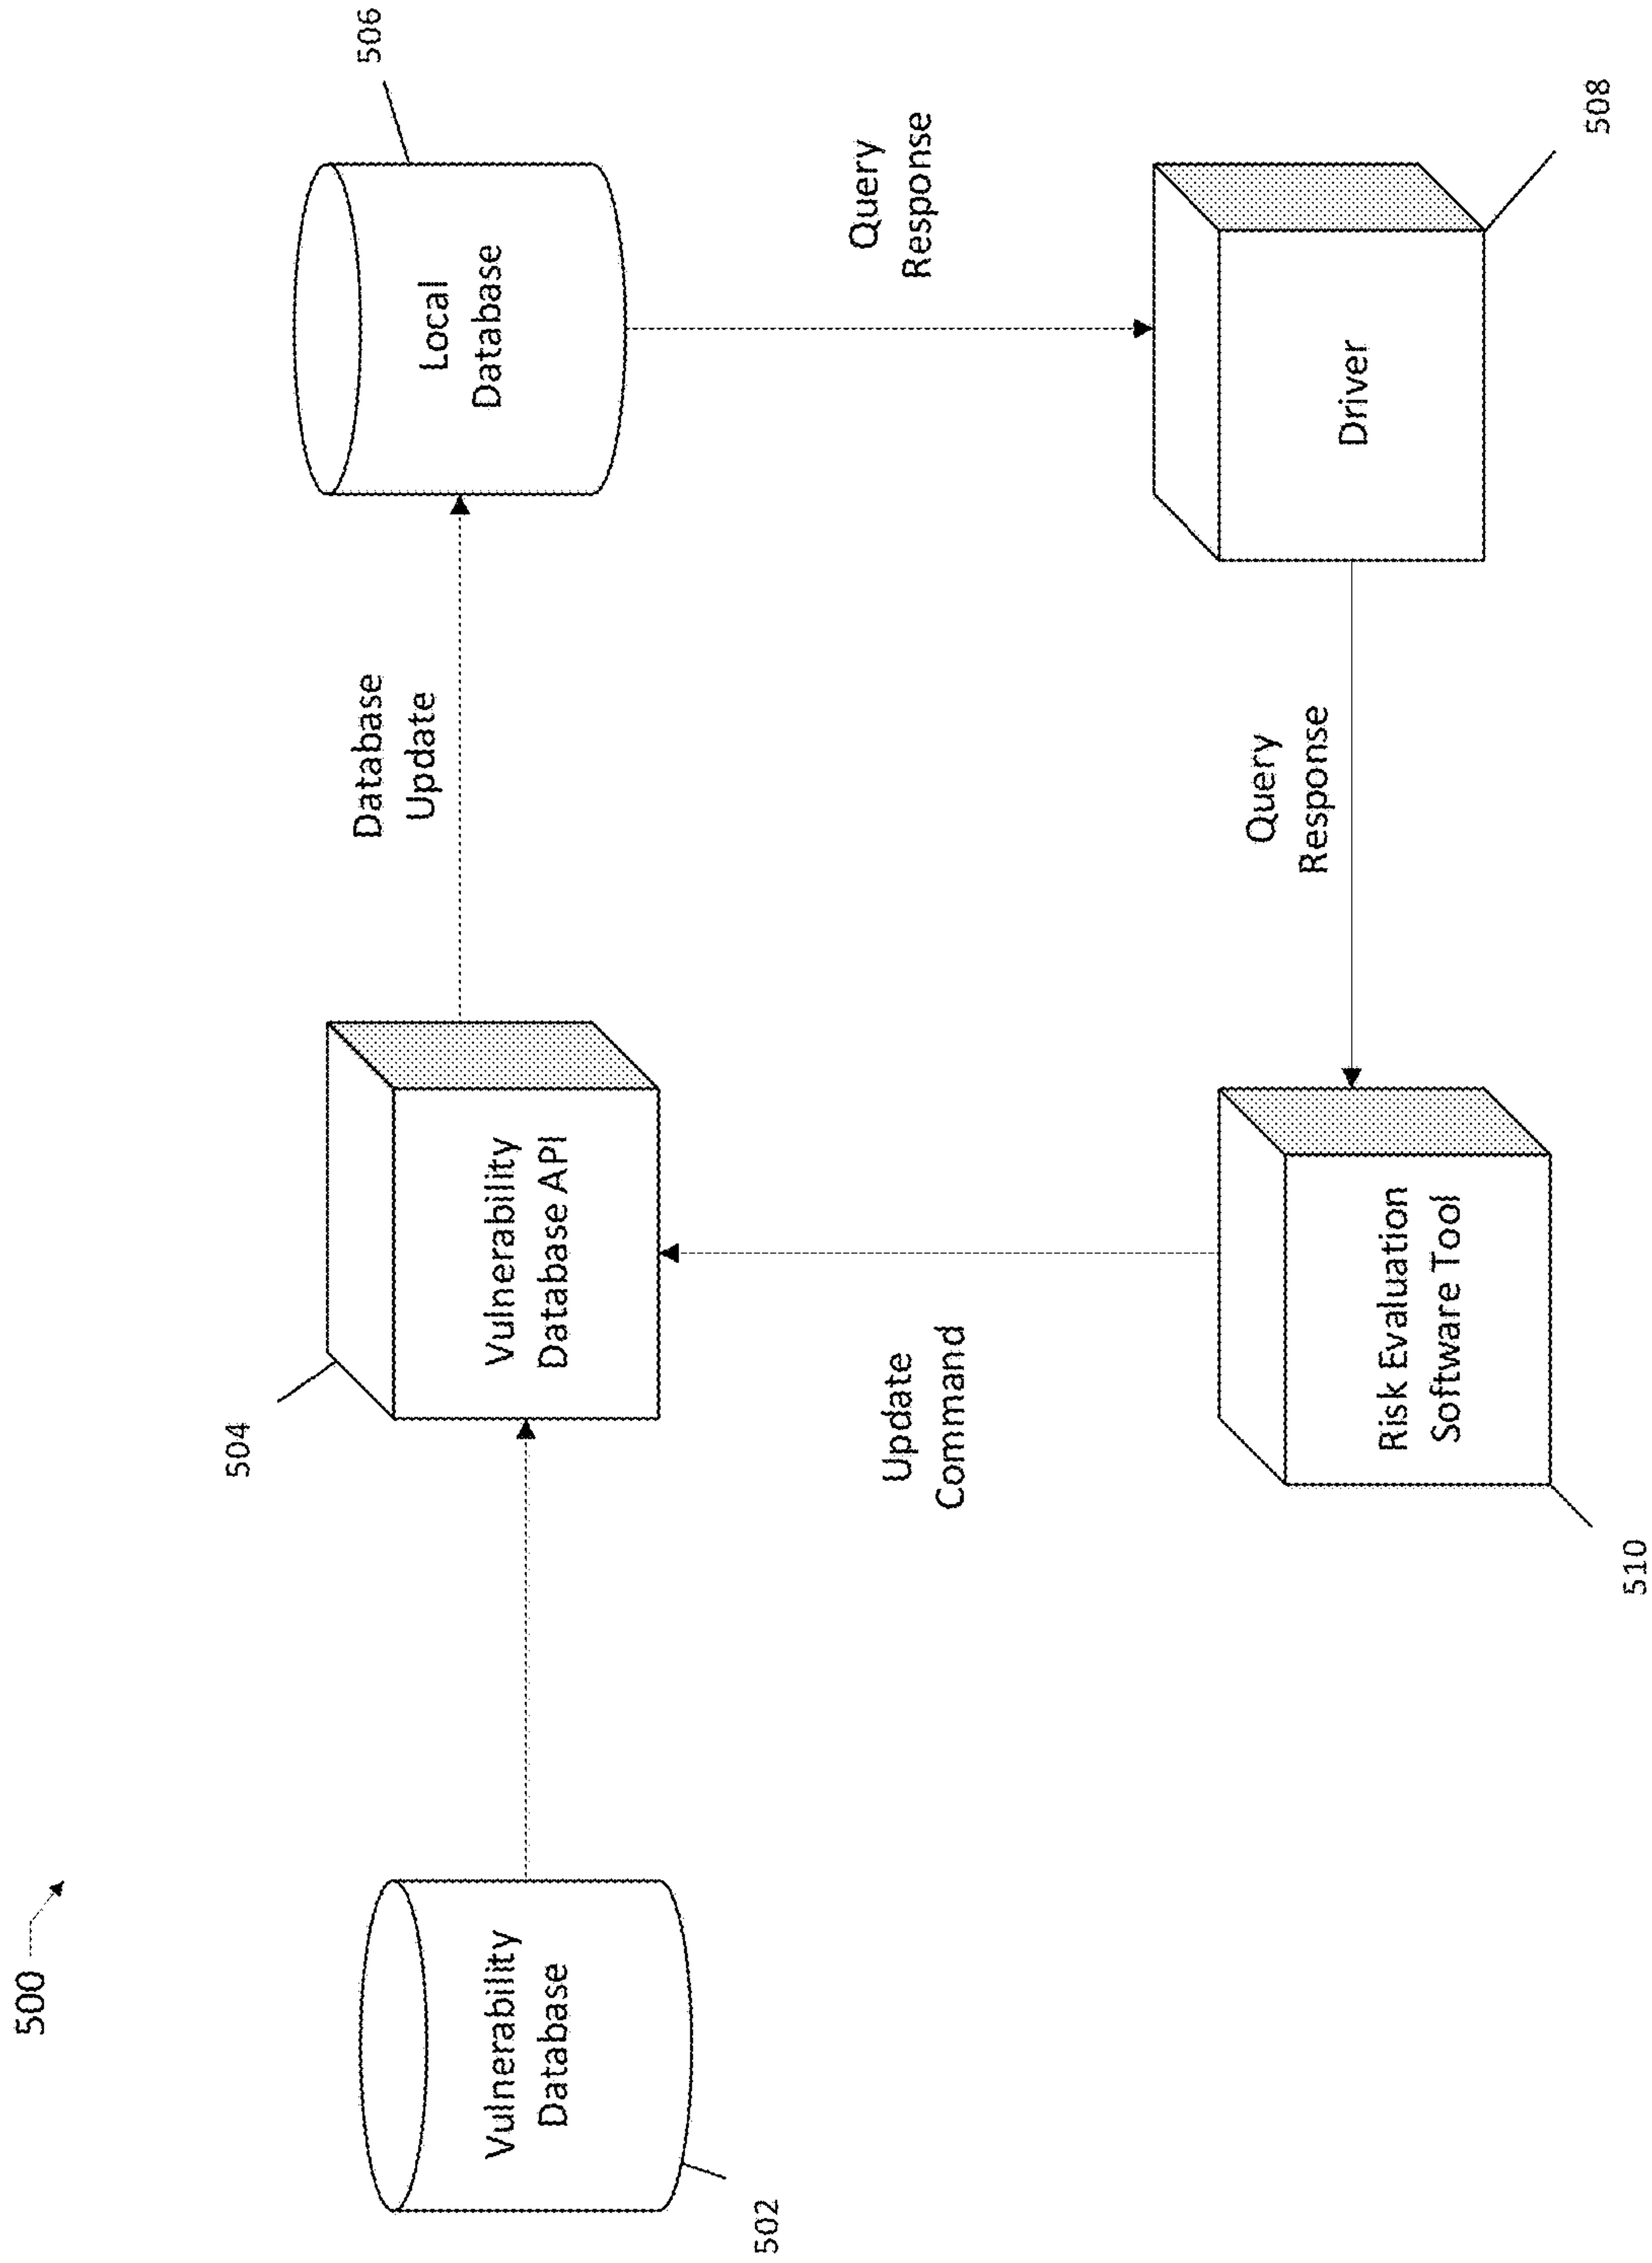 500
502
Vulnerability
Database
504
Vulnerability
Database API
Database
Update
506
Local
Database
Update
Command
Query
Response
510
Risk Evaluation
Software Tool
Query
Response
Driver
508